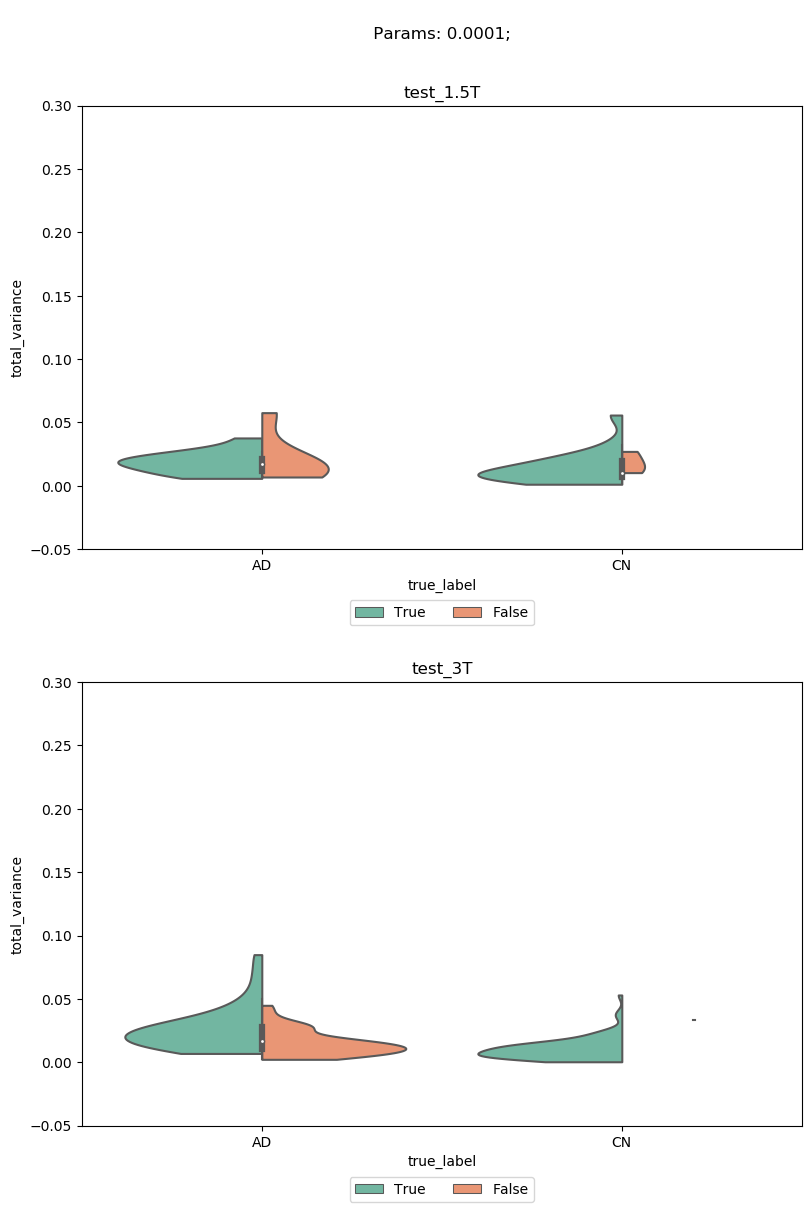 Params: 0.0001;
test_1.5T
0.30
0.25
0.20
0.15
0.10
0.05
0.00
−0.05
total_variance
AD
CN
true_label
True
False
test_3T
0.30
0.25
0.20
0.15
0.10
0.05
0.00
−0.05
total_variance
AD
CN
true_label
True
False